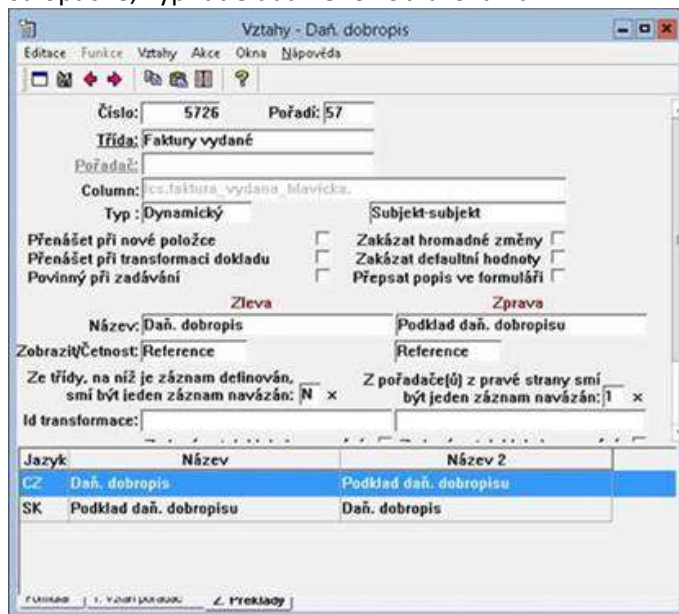 Vztahy - Daň. dobropis
Editace Funkce Vztahy Akce Okna Nápověda
Číslo: 5726 Pořadí: 57
Třída: Faktury vydané
Pořadač:
Column: lcs.faktura_vydana_hlavicka.
Typ : Dynamický Subjekt-subjekt
Přenášet při nové položce Zakázat hromadné změny
Přenášet při transformaci dokladu Zakázat defaultní hodnoty
Povinný při zadávání Přepsat popis ve formuláři
Zleva Zprava
Název: Daň. dobropis Podklad daň. dobropisu
Zobrazit/Četnost: Reference Reference
Ze třídy, na níž je záznam definován, Z pořadače(ů) z pravé strany smí
smí být jeden záznam navázán: N × být jeden záznam navázán: 1 ×
Id transformace:
Jazyk Název Název 2
CZ Daň. dobropis Podklad daň. dobropisu
SK Podklad daň. dobropisu Daň. dobropis
2. Překlady